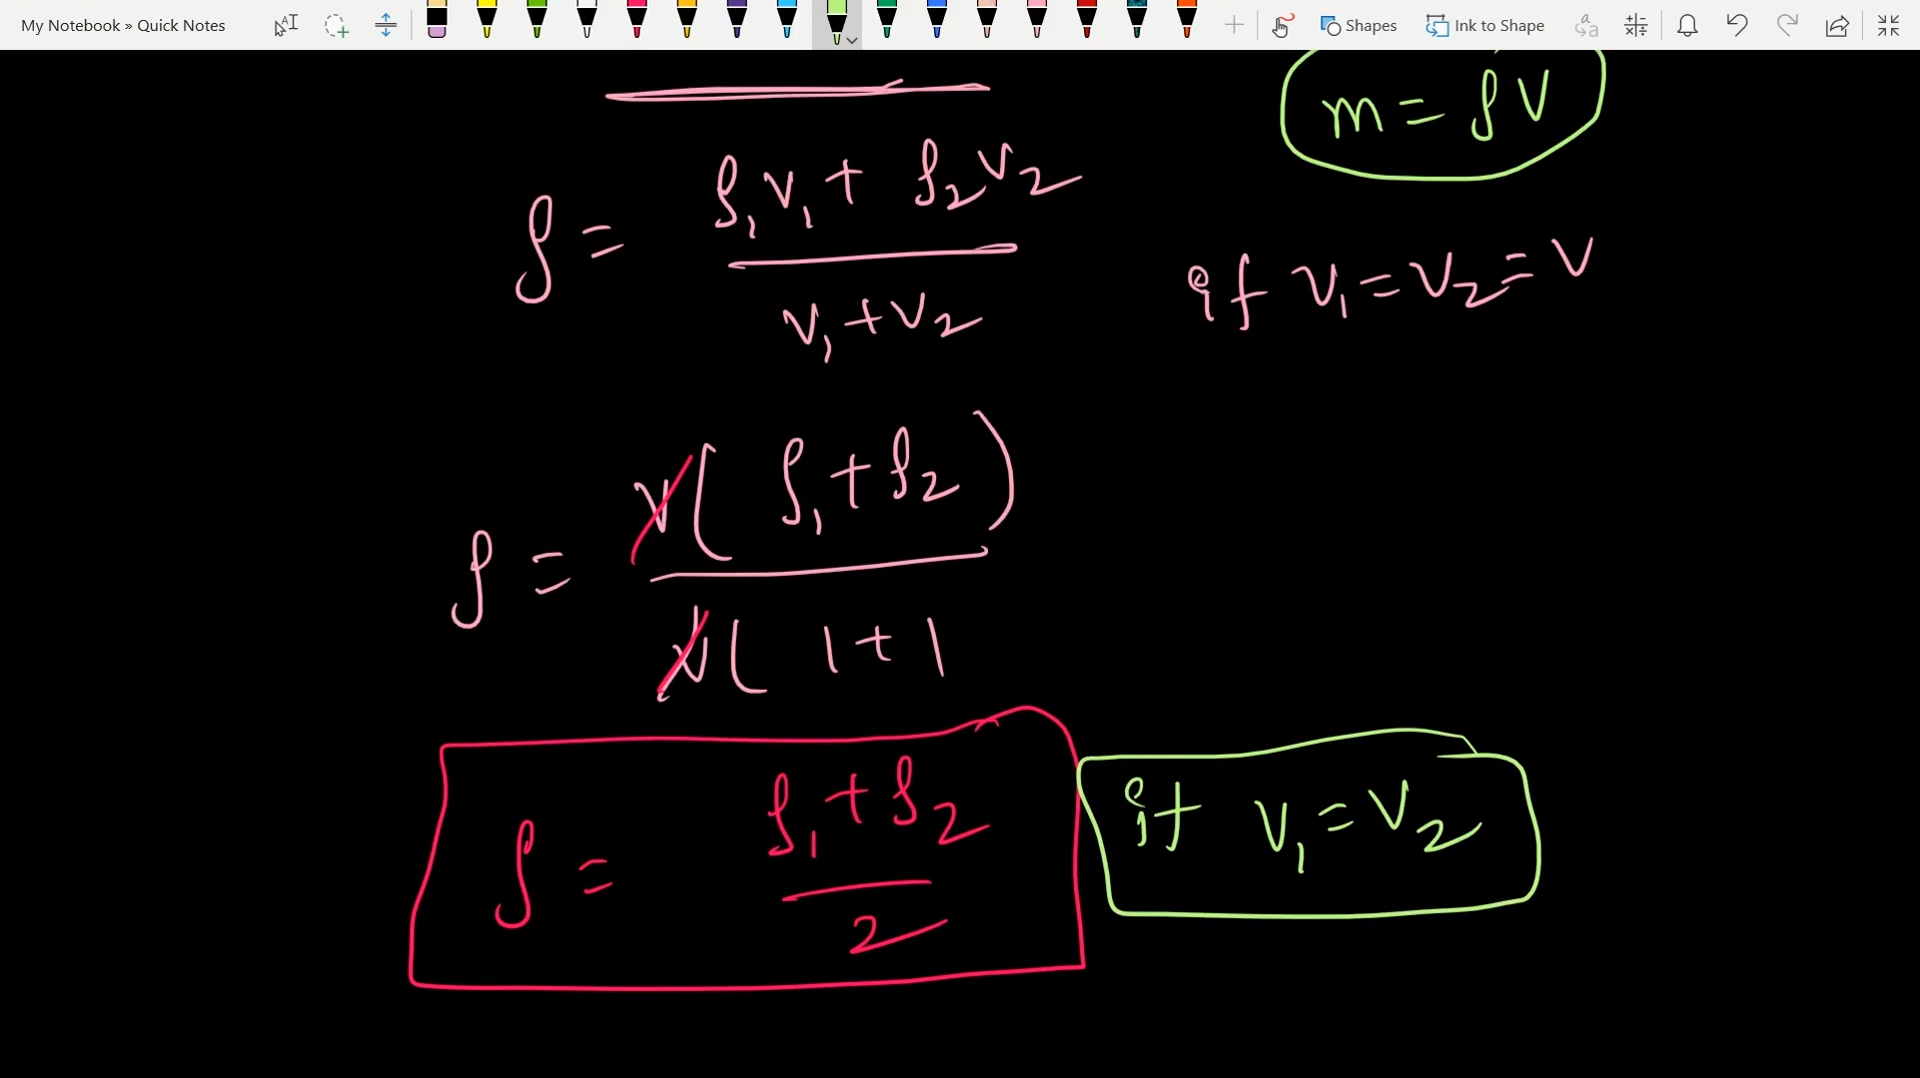 My Notebook » Quick Notes
Shapes
Ink to Shape
m = ρV
ρ = (ρ₁V₁ + ρ₂V₂) / (V₁ + V₂)
if V₁ = V₂ = V
ρ = V(ρ₁ + ρ₂) / V(1 + 1
ρ = (ρ₁ + ρ₂) / 2
if V₁ = V₂